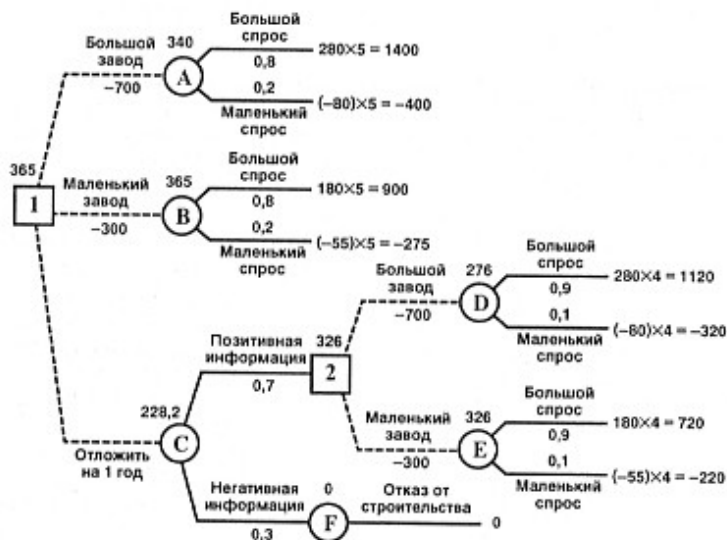 Большой
завод
−700
340
A
Большой
спрос
0,8
280×5 = 1400
0,2
Маленький
спрос
(−80)×5 = −400
365
1
Маленький
завод
−300
365
B
Большой
спрос
0,8
180×5 = 900
0,2
Маленький
спрос
(−55)×5 = −275
Отложить
на 1 год
228,2
C
Позитивная
информация
0,7
326
2
Большой
завод
−700
276
D
Большой
спрос
0,9
280×4 = 1120
0,1
Маленький
спрос
(−80)×4 = −320
Маленький
завод
−300
326
E
Большой
спрос
0,9
180×4 = 720
0,1
Маленький
спрос
(−55)×4 = −220
Негативная
информация
0,3
0
F
Отказ от
строительства
0